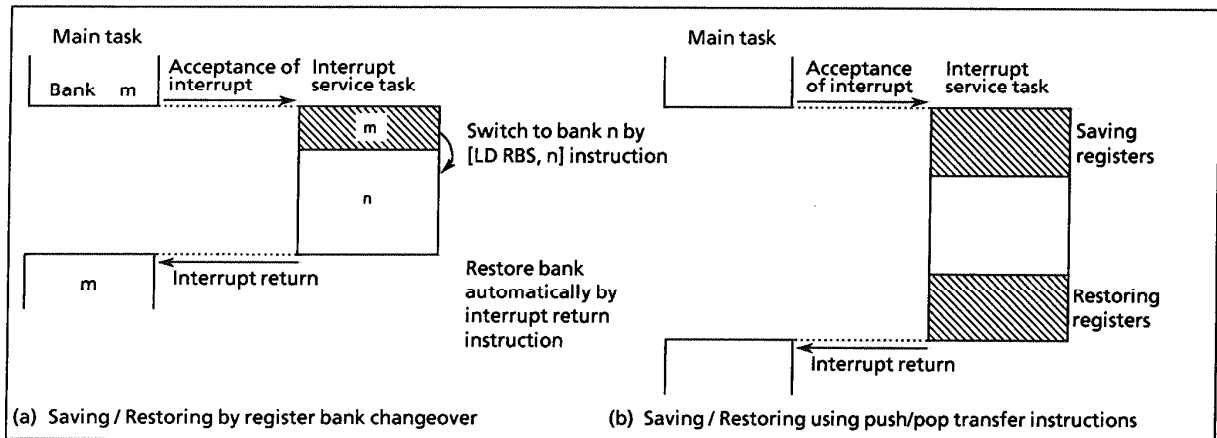 Main task
Bank m
Acceptance of
interrupt
Interrupt
service task
m
Switch to bank n by
[LD RBS, n] instruction
n
Interrupt return
m
Restore bank
automatically by
interrupt return
instruction
(a) Saving / Restoring by register bank changeover
Main task
Acceptance
of interrupt
Interrupt
service task
Saving
registers
Restoring
registers
Interrupt return
(b) Saving / Restoring using push/pop transfer instructions